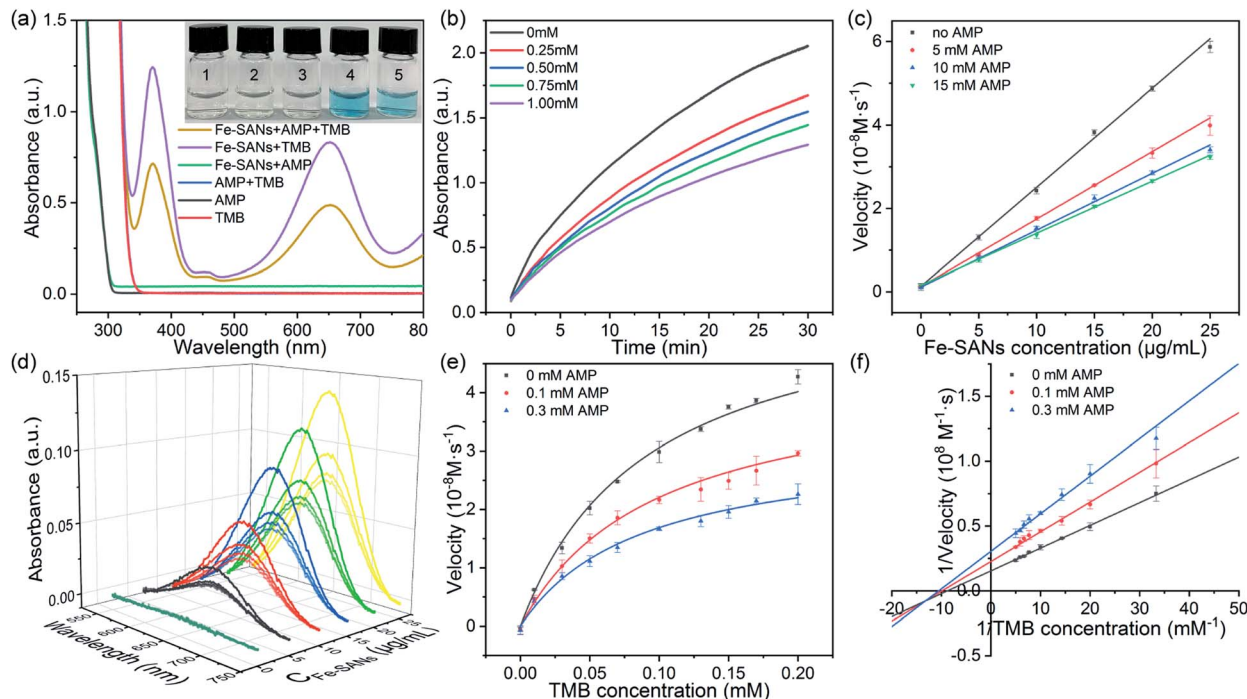 (a)
1.5
1.0
0.5
0.0
Absorbance (a.u.)
1 2 3 4 5
Fe-SANs+AMP+TMB
Fe-SANs+TMB
Fe-SANs+AMP
AMP+TMB
AMP
TMB
300 400 500 600 700 80
Wavelength (nm)
(b)
2.0
1.5
1.0
0.5
0.0
Absorbance (a.u.)
0mM
0.25mM
0.50mM
0.75mM
1.00mM
0 5 10 15 20 25 30
Time (min)
(c)
6
4
2
0
Velocity (10⁻⁸M·s⁻¹)
no AMP
5 mM AMP
10 mM AMP
15 mM AMP
0 5 10 15 20 25
Fe-SANs concentration (µg/mL)
(d)
0.15
0.10
0.05
0.00
Absorbance (a.u.)
550
600
650
700
750
Wavelength (nm)
0 5 10 15 20 25
C Fe-SANs (µg/mL)
(e)
4
3
2
1
0
Velocity (10⁻⁸M·s⁻¹)
0 mM AMP
0.1 mM AMP
0.3 mM AMP
0.00 0.05 0.10 0.15 0.20
TMB concentration (mM)
(f)
1.5
1.0
0.5
0.0
-0.5
1/Velocity (10⁸ M⁻¹·s)
0 mM AMP
0.1 mM AMP
0.3 mM AMP
-20 -10 0 10 20 30 40 50
1/TMB concentration (mM⁻¹)